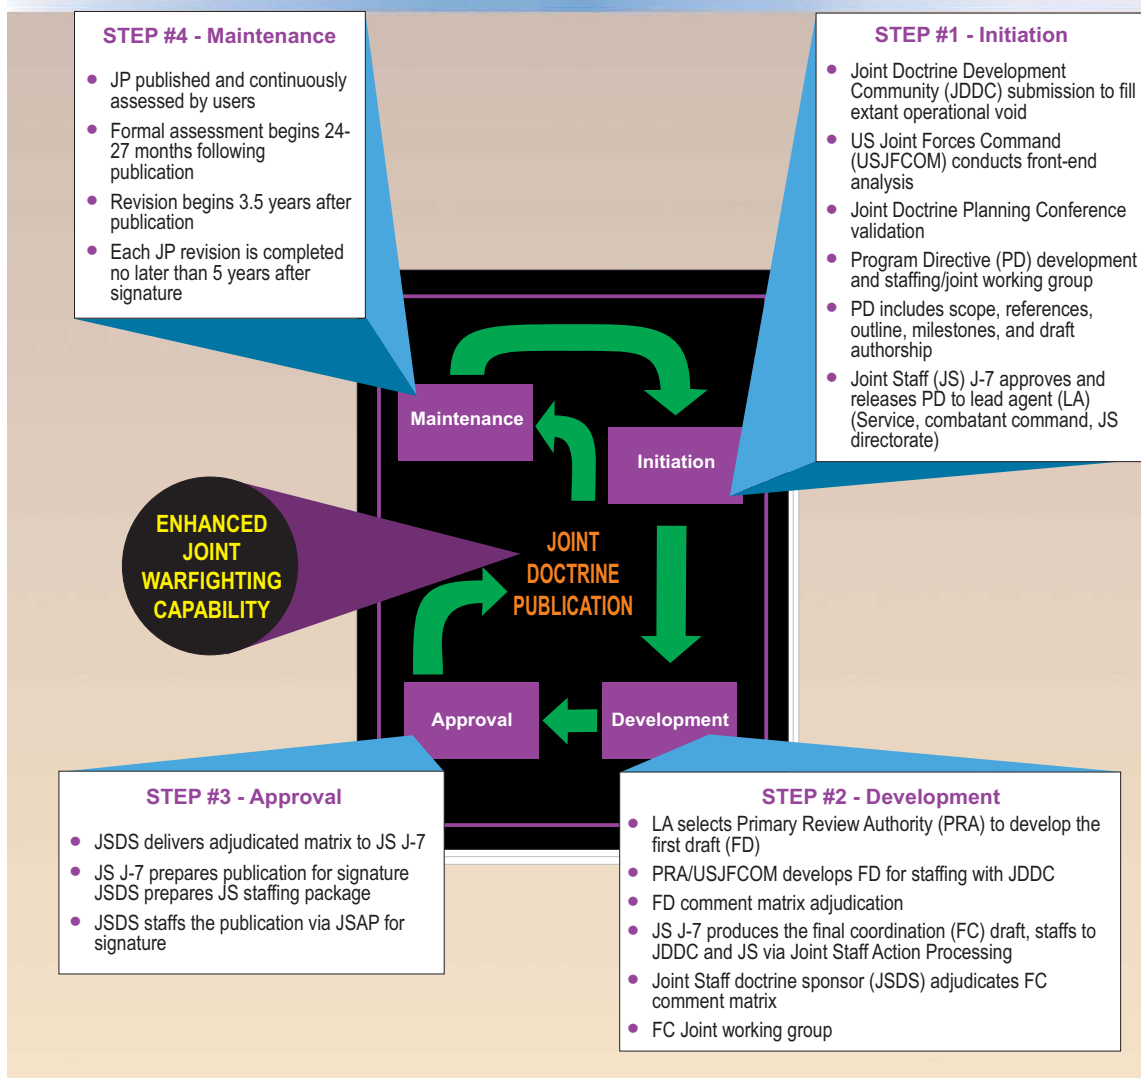 STEP #4 - Maintenance
• JP published and continuously
assessed by users
• Formal assessment begins 24-
27 months following
publication
• Revision begins 3.5 years after
publication
• Each JP revision is completed
no later than 5 years after
signature
STEP #1 - Initiation
• Joint Doctrine Development
Community (JDDC) submission to fill
extant operational void
• US Joint Forces Command
(USJFCOM) conducts front-end
analysis
• Joint Doctrine Planning Conference
validation
• Program Directive (PD) development
and staffing/joint working group
• PD includes scope, references,
outline, milestones, and draft
authorship
• Joint Staff (JS) J-7 approves and
releases PD to lead agent (LA)
(Service, combatant command, JS
directorate)
Maintenance
Initiation
ENHANCED
JOINT
WARFIGHTING
CAPABILITY
JOINT
DOCTRINE
PUBLICATION
Approval
Development
STEP #3 - Approval
• JSDS delivers adjudicated matrix to JS J-7
• JS J-7 prepares publication for signature
JSDS prepares JS staffing package
• JSDS staffs the publication via JSAP for
signature
STEP #2 - Development
• LA selects Primary Review Authority (PRA) to develop the
first draft (FD)
• PRA/USJFCOM develops FD for staffing with JDDC
• FD comment matrix adjudication
• JS J-7 produces the final coordination (FC) draft, staffs to
JDDC and JS via Joint Staff Action Processing
• Joint Staff doctrine sponsor (JSDS) adjudicates FC
comment matrix
• FC Joint working group